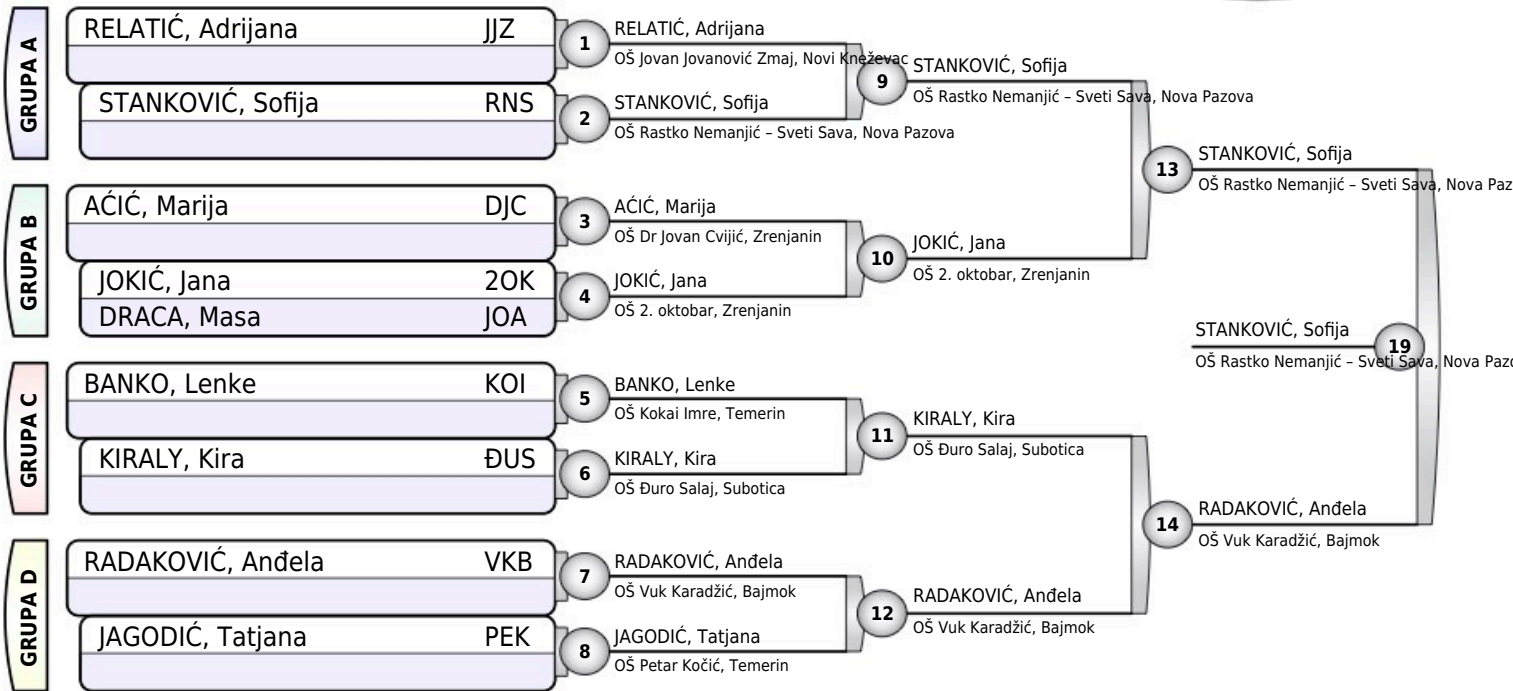 GRUPA A
RELATIĆ, Adrijana JJZ
STANKOVIĆ, Sofija RNS
GRUPA B
AĆIĆ, Marija DJC
JOKIĆ, Jana 2OK
DRACA, Masa JOA
GRUPA C
BANKO, Lenke KOI
KIRALY, Kira ĐUS
GRUPA D
RADAKOVIĆ, Anđela VKB
JAGODIĆ, Tatjana PEK
1
RELATIĆ, Adrijana
OŠ Jovan Jovanović Zmaj, Novi Kneževac
2
STANKOVIĆ, Sofija
OŠ Rastko Nemanjić – Sveti Sava, Nova Pazova
3
AĆIĆ, Marija
OŠ Dr Jovan Cvijić, Zrenjanin
4
JOKIĆ, Jana
OŠ 2. oktobar, Zrenjanin
5
BANKO, Lenke
OŠ Kokai Imre, Temerin
6
KIRALY, Kira
OŠ Đuro Salaj, Subotica
7
RADAKOVIĆ, Anđela
OŠ Vuk Karadžić, Bajmok
8
JAGODIĆ, Tatjana
OŠ Petar Kočić, Temerin
9
STANKOVIĆ, Sofija
OŠ Rastko Nemanjić – Sveti Sava, Nova Pazova
10
JOKIĆ, Jana
OŠ 2. oktobar, Zrenjanin
11
KIRALY, Kira
OŠ Đuro Salaj, Subotica
12
RADAKOVIĆ, Anđela
OŠ Vuk Karadžić, Bajmok
13
STANKOVIĆ, Sofija
OŠ Rastko Nemanjić – Sveti Sava, Nova Paz
14
RADAKOVIĆ, Anđela
OŠ Vuk Karadžić, Bajmok
STANKOVIĆ, Sofija
19
OŠ Rastko Nemanjić – Sveti Sava, Nova Pazo